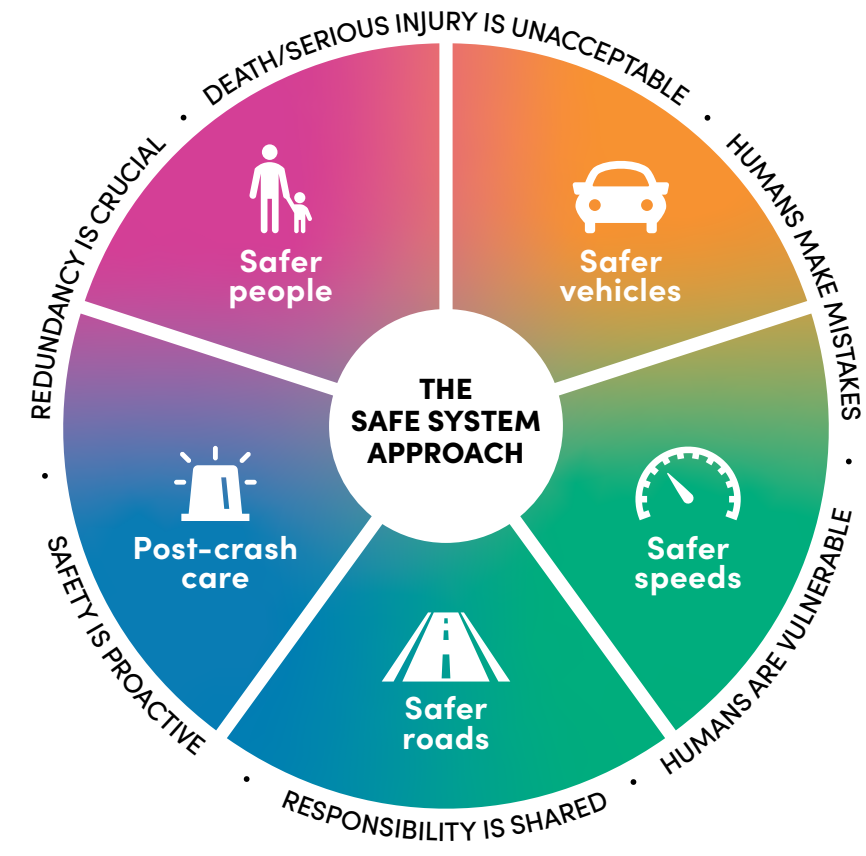 DEATH/SERIOUS INJURY IS UNACCEPTABLE
HUMANS MAKE MISTAKES
HUMANS ARE VULNERABLE
RESPONSIBILITY IS SHARED
SAFETY IS PROACTIVE
REDUNDANCY IS CRUCIAL
THE
SAFE SYSTEM
APPROACH
Safer
people
Safer
vehicles
Safer
speeds
Safer
roads
Post-crash
care